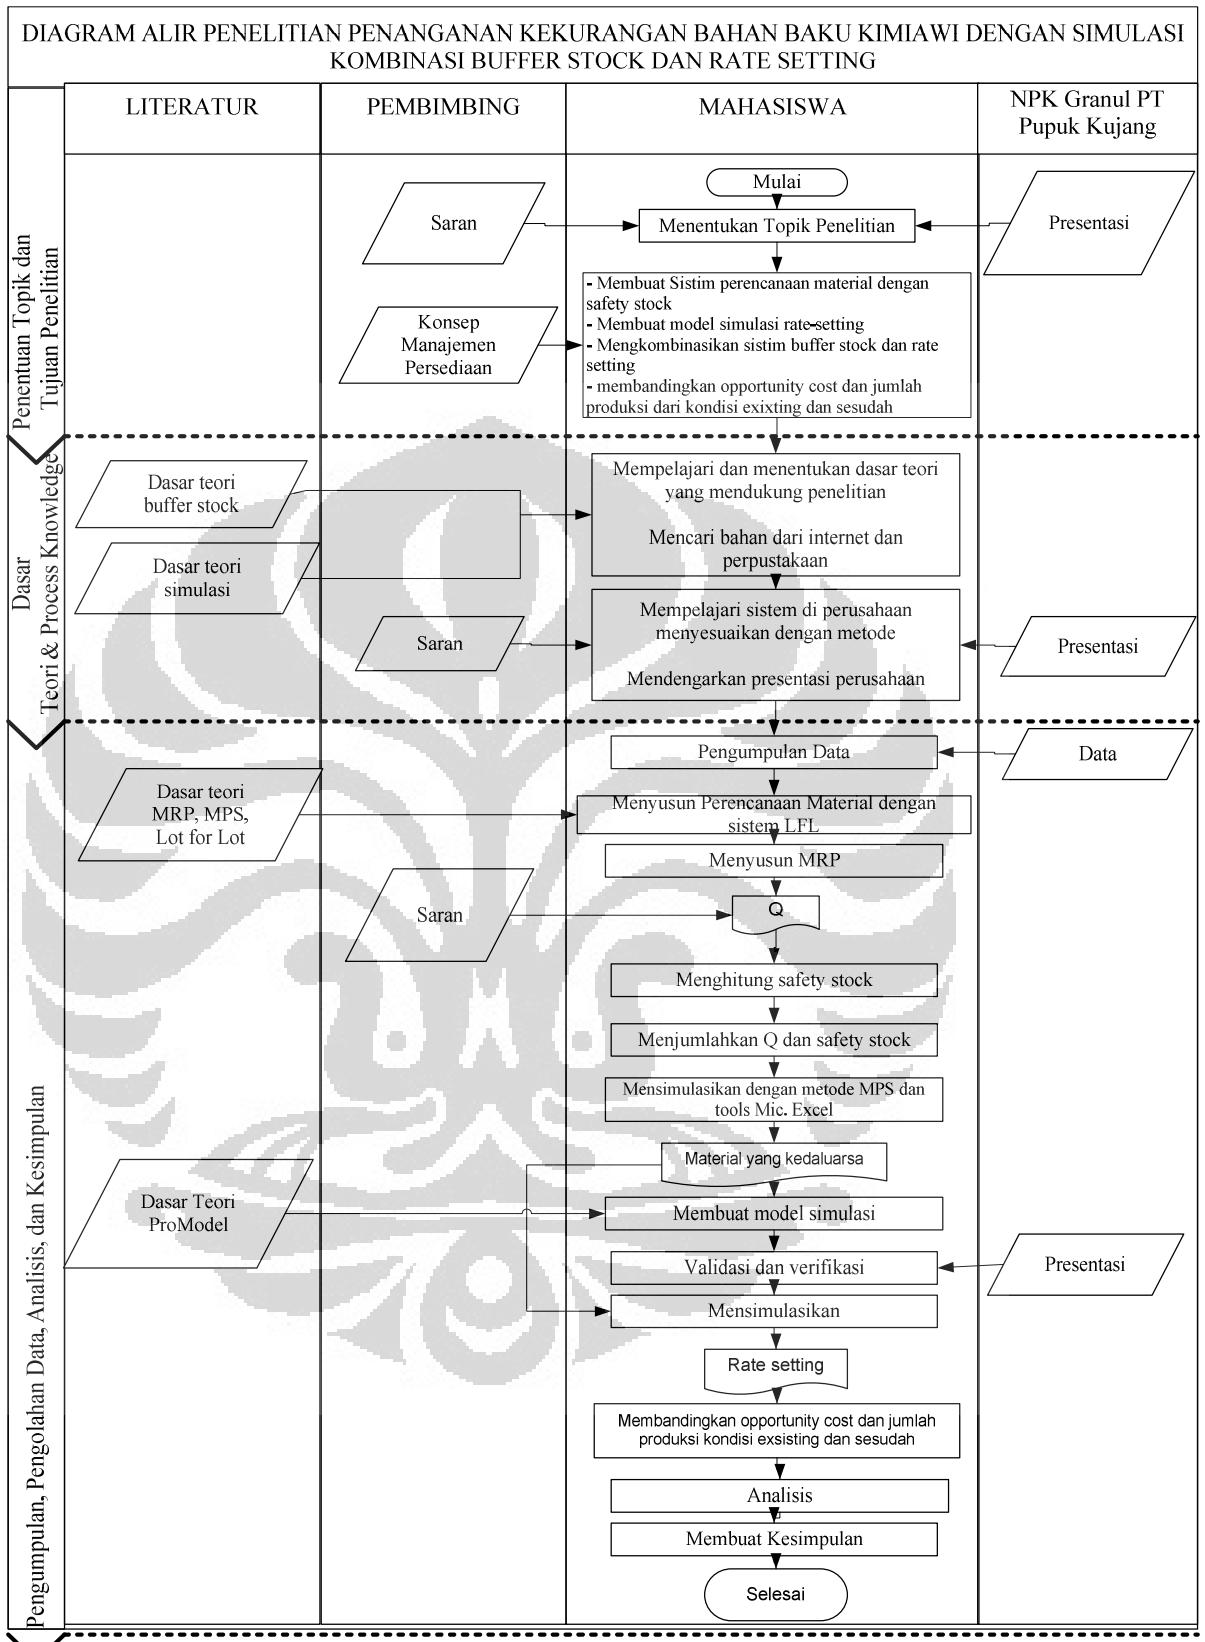 DIAGRAM ALIR PENELITIAN PENANGANAN KEKURANGAN BAHAN BAKU KIMIAWI DENGAN SIMULASI
KOMBINASI BUFFER STOCK DAN RATE SETTING
LITERATUR
PEMBIMBING
MAHASISWA
NPK Granul PT
Pupuk Kujang
Penentuan Topik dan
Tujuan Penelitian
Mulai
Saran
Menentukan Topik Penelitian
Presentasi
- Membuat Sistim perencanaan material dengan
safety stock
- Membuat model simulasi rate-setting
- Mengkombinasikan sistim buffer stock dan rate
setting
- membandingkan opportunity cost dan jumlah
produksi dari kondisi exixting dan sesudah
Konsep
Manajemen
Persediaan
Dasar
Teori & Process Knowledge
Dasar teori
buffer stock
Dasar teori
simulasi
Mempelajari dan menentukan dasar teori
yang mendukung penelitian
Mencari bahan dari internet dan
perpustakaan
Saran
Mempelajari sistem di perusahaan
menyesuaikan dengan metode
Mendengarkan presentasi perusahaan
Presentasi
Pengumpulan, Pengolahan Data, Analisis, dan Kesimpulan
Pengumpulan Data
Data
Dasar teori
MRP, MPS,
Lot for Lot
Menyusun Perencanaan Material dengan
sistem LFL
Menyusun MRP
Saran
Q
Menghitung safety stock
Menjumlahkan Q dan safety stock
Mensimulasikan dengan metode MPS dan
tools Mic. Excel
Material yang kedaluarsa
Dasar Teori
ProModel
Membuat model simulasi
Validasi dan verifikasi
Presentasi
Mensimulasikan
Rate setting
Membandingkan opportunity cost dan jumlah
produksi kondisi exsisting dan sesudah
Analisis
Membuat Kesimpulan
Selesai